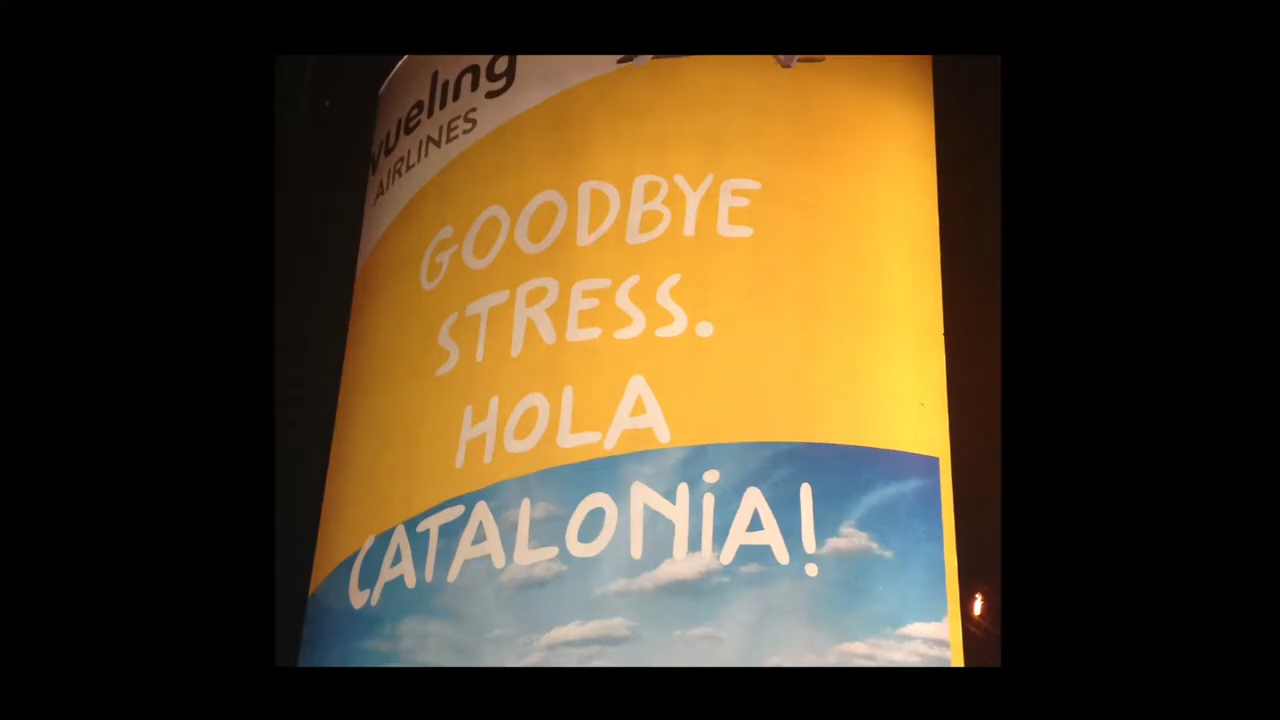 vueling
AIRLINES
GOODBYE
STRESS.
HOLA
CATALONIA!